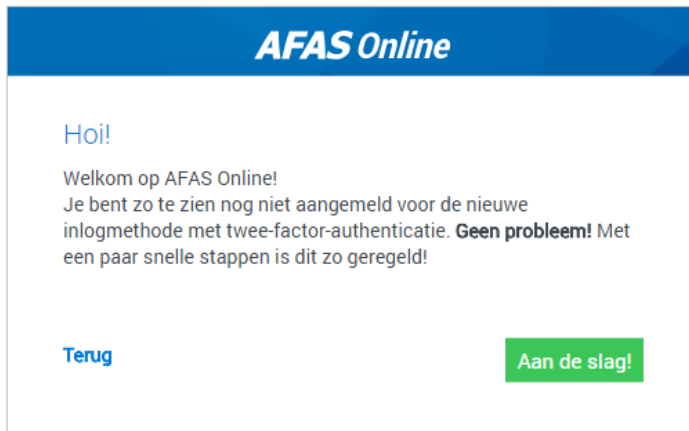 AFAS Online
Hoi!
Welkom op AFAS Online!
Je bent zo te zien nog niet aangemeld voor de nieuwe
inlogmethode met twee-factor-authenticatie. Geen probleem! Met
een paar snelle stappen is dit zo geregeld!
Terug
Aan de slag!